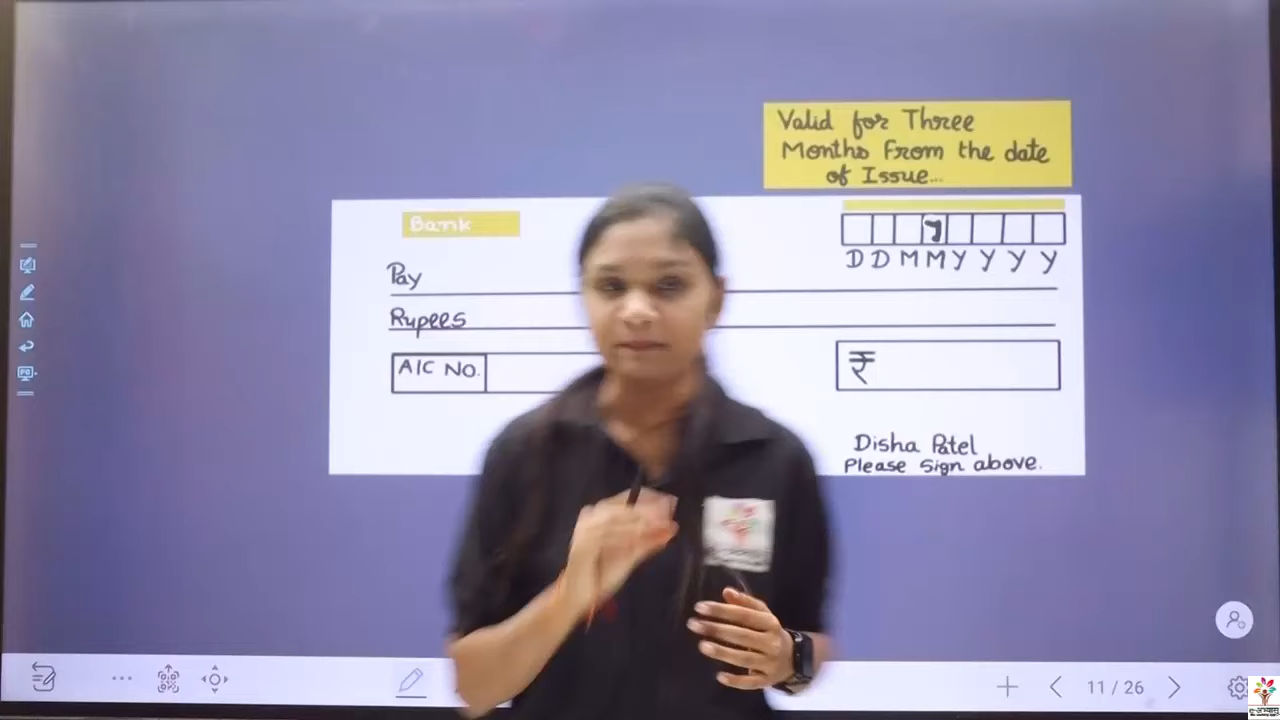 Valid for Three
Months From the date
of Issue...
Bank
7
D D M M Y Y Y Y
Pay
Rupees
A/C NO.
₹
Disha Patel
Please Sign above.
11 / 26